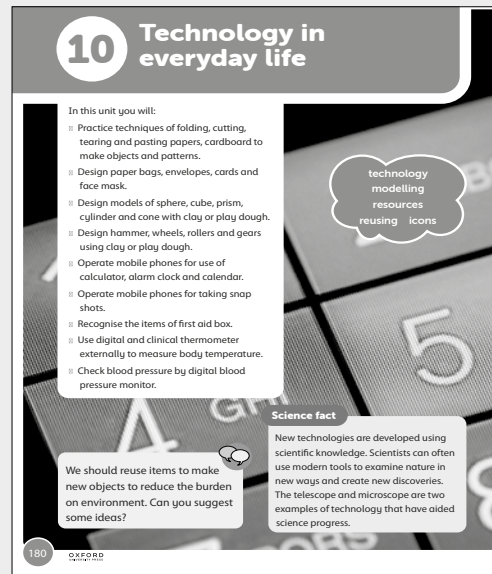 10
Technology in
everyday life
In this unit you will:
Practice techniques of folding, cutting,
tearing and pasting papers, cardboard to
make objects and patterns.
Design paper bags, envelopes, cards and
face mask.
Design models of sphere, cube, prism,
cylinder and cone with clay or play dough.
Design hammer, wheels, rollers and gears
using clay or play dough.
Operate mobile phones for use of
calculator, alarm clock and calendar.
Operate mobile phones for taking snap
shots.
Recognise the items of first aid box.
Use digital and clinical thermometer
externally to measure body temperature.
Check blood pressure by digital blood
pressure monitor.
technology
modelling
resources
reusing icons
5
4
GHI
We should reuse items to make
new objects to reduce the burden
on environment. Can you suggest
some ideas?
Science fact
New technologies are developed using
scientific knowledge. Scientists can often
use modern tools to examine nature in
new ways and create new discoveries.
The telescope and microscope are two
examples of technology that have aided
science progress.
180
OXFORD
UNIVERSITY PRESS